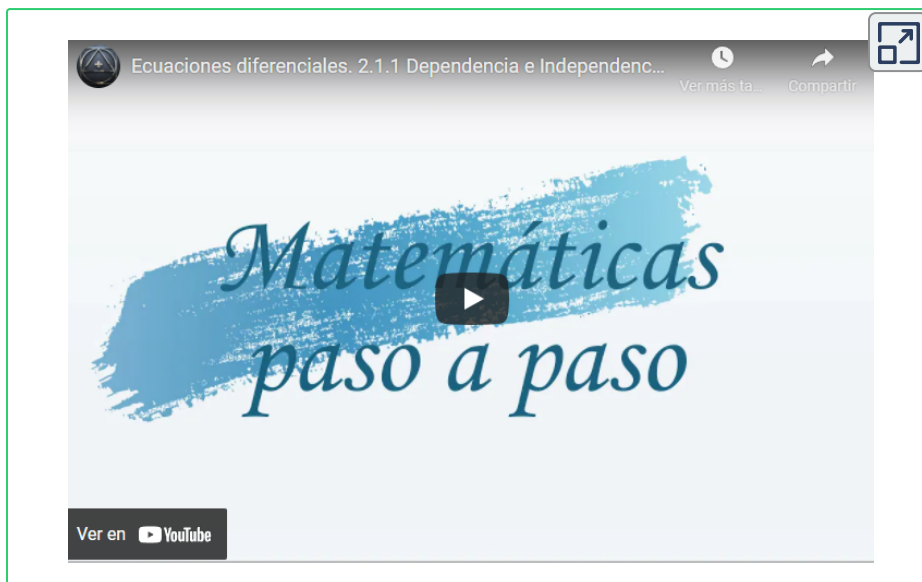 Ecuaciones diferenciales. 2.1.1 Dependencia e Independenc...
Ver más ta... Compartir
Matemáticas
paso a paso
Ver en YouTube